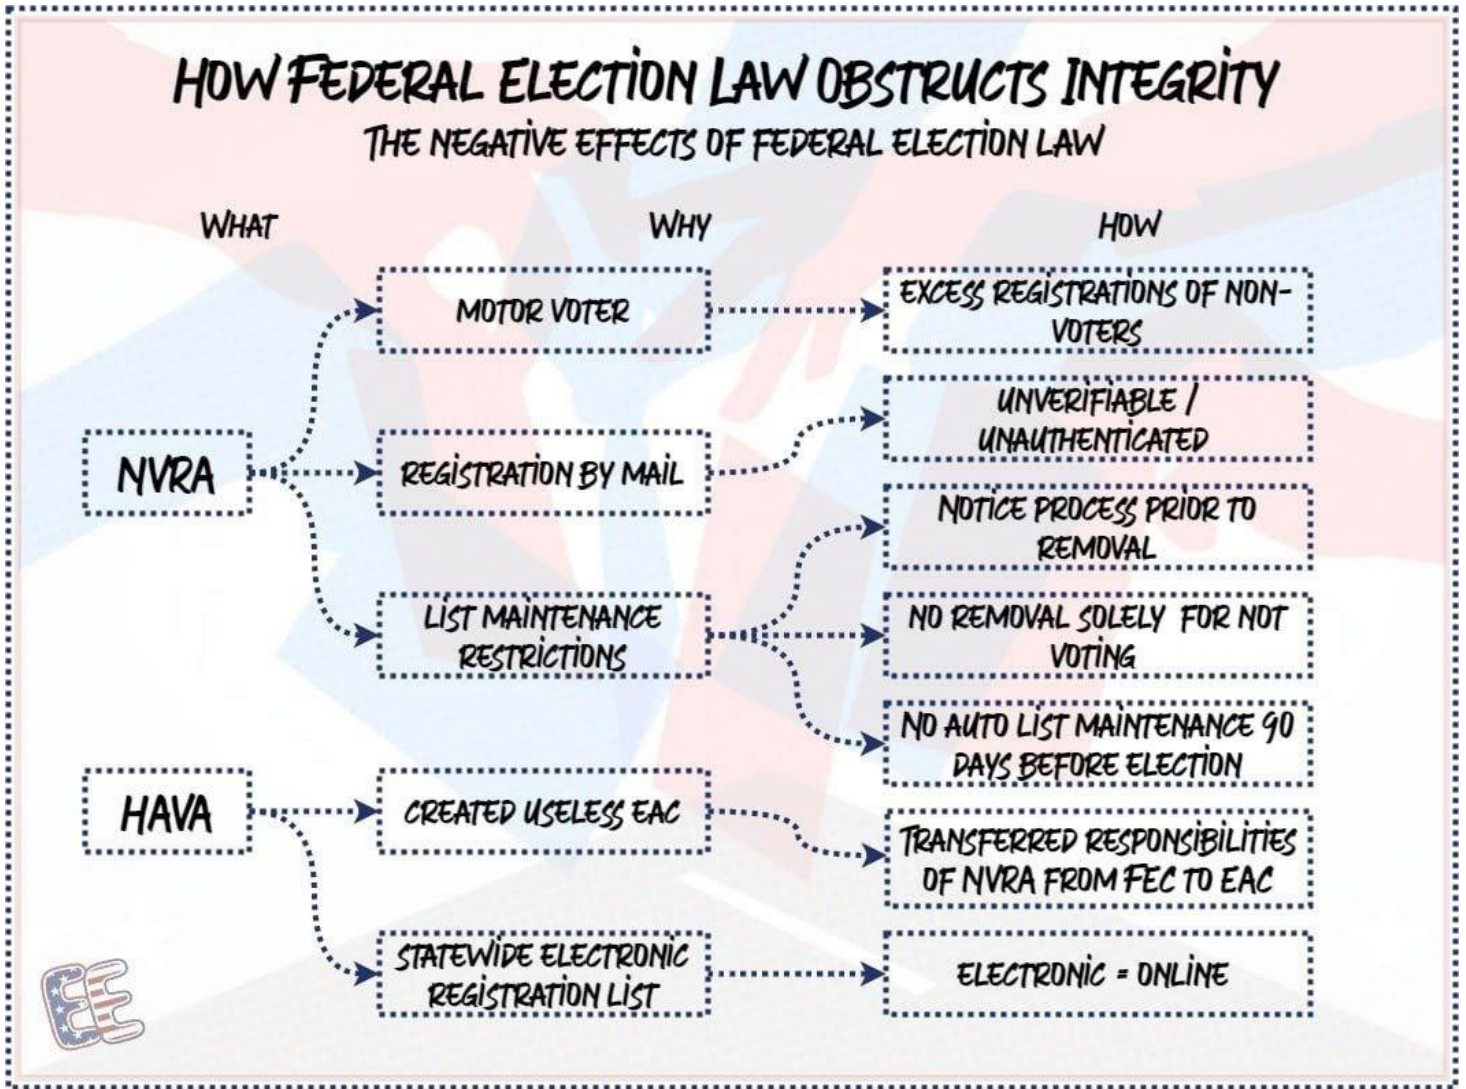 HOW FEDERAL ELECTION LAW OBSTRUCTS INTEGRITY
THE NEGATIVE EFFECTS OF FEDERAL ELECTION LAW
WHAT
WHY
HOW
MOTOR VOTER
EXCESS REGISTRATIONS OF NON-
VOTERS
NVRA
REGISTRATION BY MAIL
UNVERIFIABLE /
UNAUTHENTICATED
LIST MAINTENANCE
RESTRICTIONS
NOTICE PROCESS PRIOR TO
REMOVAL
NO REMOVAL SOLELY FOR NOT
VOTING
NO AUTO LIST MAINTENANCE 90
DAYS BEFORE ELECTION
HAVA
CREATED USELESS EAC
TRANSFERRED RESPONSIBILITIES
OF NVRA FROM FEC TO EAC
STATEWIDE ELECTRONIC
REGISTRATION LIST
ELECTRONIC = ONLINE
EE